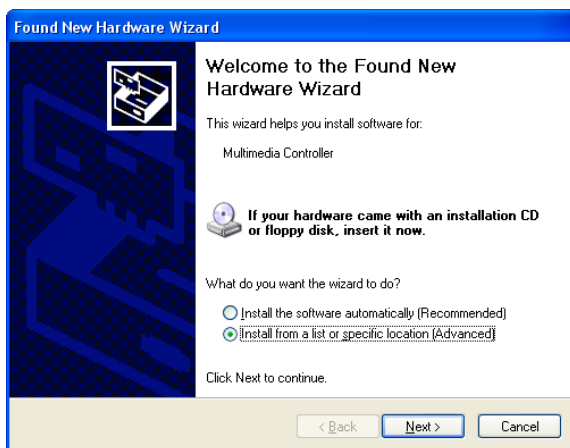 Found New Hardware Wizard
Welcome to the Found New
Hardware Wizard
This wizard helps you install software for:
Multimedia Controller
If your hardware came with an installation CD
or floppy disk, insert it now.
What do you want the wizard to do?
Install the software automatically (Recommended)
Install from a list or specific location (Advanced)
Click Next to continue.
< Back Next > Cancel